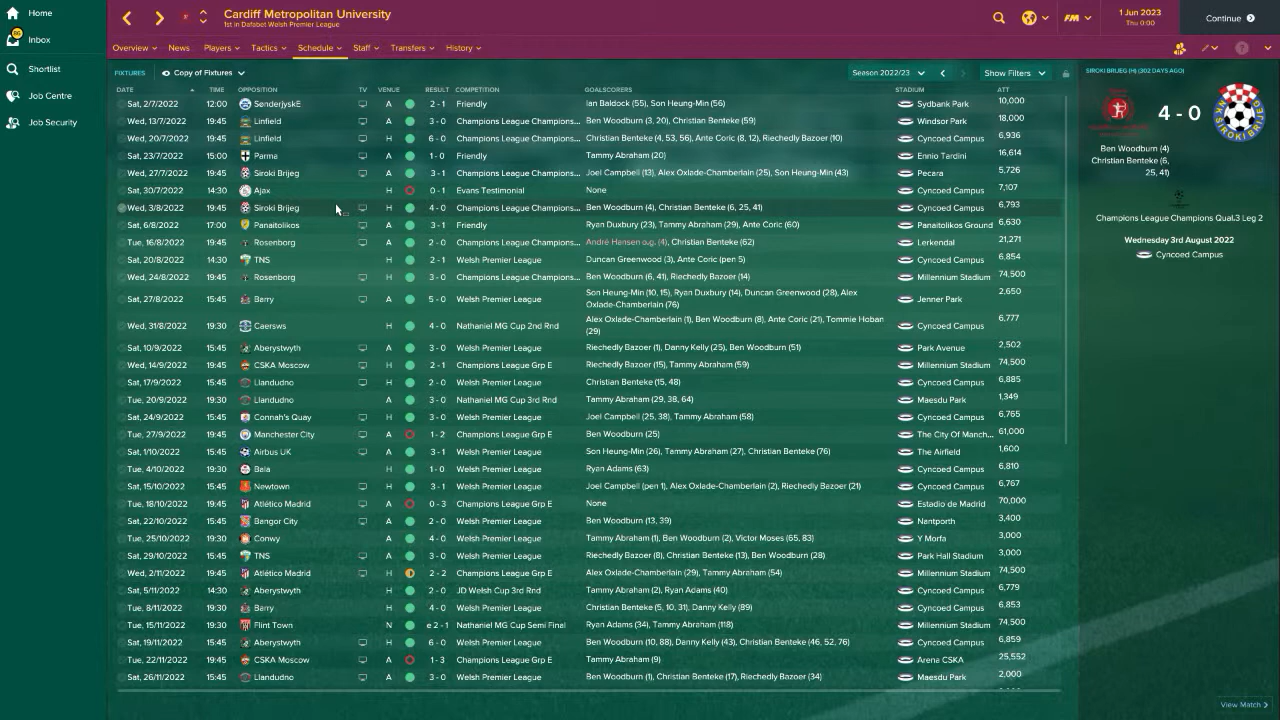 Home
86
Inbox
Shortlist
Job Centre
Job Security
Cardiff Metropolitan University
1st in Dafabet Welsh Premier League
FM
1 Jun 2023
Thu 0:00
Continue
Overview News Players Tactics Schedule Staff Transfers History
FIXTURES Copy of Fixtures Season 2022/23 Show Filters
DATE TIME OPPOSITION TV VENUE RESULT COMPETITION GOALSCORERS STADIUM ATT
Sat, 2/7/2022 12:00 SønderjyskE A 2 - 1 Friendly Ian Baldock (55), Son Heung-Min (56) Sydbank Park 10,000
Wed, 13/7/2022 19:45 Linfield A 3 - 0 Champions League Champions... Ben Woodburn (3, 20), Christian Benteke (59) Windsor Park 18,000
Wed, 20/7/2022 19:45 Linfield H 6 - 0 Champions League Champions... Christian Benteke (4, 53, 56), Ante Coric (8, 12), Riechedly Bazoer (10) Cyncoed Campus 6,936
Sat, 23/7/2022 15:00 Parma A 1 - 0 Friendly Tammy Abraham (20) Ennio Tardini 16,614
Wed, 27/7/2022 19:45 Siroki Brijeg A 3 - 1 Champions League Champions... Joel Campbell (13), Alex Oxlade-Chamberlain (25), Son Heung-Min (43) Pecara 5,726
Sat, 30/7/2022 14:30 Ajax H 0 - 1 Evans Testimonial None Cyncoed Campus 7,107
Wed, 3/8/2022 19:45 Siroki Brijeg H 4 - 0 Champions League Champions... Ben Woodburn (4), Christian Benteke (6, 25, 41) Cyncoed Campus 6,793
Sat, 6/8/2022 17:00 Panaitolikos A 3 - 1 Friendly Ryan Duxbury (23), Tammy Abraham (29), Ante Coric (60) Panaitolikos Ground 6,630
Tue, 16/8/2022 19:45 Rosenborg A 2 - 0 Champions League Champions... André Hansen o.g. (4), Christian Benteke (62) Lerkendal 21,271
Sat, 20/8/2022 14:30 TNS H 2 - 1 Welsh Premier League Duncan Greenwood (3), Ante Coric (pen 5) Cyncoed Campus 6,854
Wed, 24/8/2022 19:45 Rosenborg H 3 - 0 Champions League Champions... Ben Woodburn (6, 41), Riechedly Bazoer (14) Millennium Stadium 74,500
Sat, 27/8/2022 15:45 Barry A 5 - 0 Welsh Premier League Son Heung-Min (10, 15), Ryan Duxbury (14), Duncan Greenwood (28), Alex Oxlade-Chamberlain (76) Jenner Park 2,650
Wed, 31/8/2022 19:30 Caersws H 4 - 0 Nathaniel MG Cup 2nd Rnd Alex Oxlade-Chamberlain (1), Ben Woodburn (8), Ante Coric (21), Tommie Hoban (29) Cyncoed Campus 6,777
Sat, 10/9/2022 15:45 Aberystwyth A 3 - 0 Welsh Premier League Riechedly Bazoer (1), Danny Kelly (25), Ben Woodburn (51) Park Avenue 2,502
Wed, 14/9/2022 19:45 CSKA Moscow H 2 - 1 Champions League Grp E Riechedly Bazoer (15), Tammy Abraham (59) Millennium Stadium 74,500
Sat, 17/9/2022 15:45 Llandudno H 2 - 0 Welsh Premier League Christian Benteke (15, 48) Cyncoed Campus 6,885
Tue, 20/9/2022 19:30 Llandudno A 3 - 0 Nathaniel MG Cup 3rd Rnd Tammy Abraham (29, 38, 64) Maesdu Park 1,349
Sat, 24/9/2022 15:45 Connah's Quay H 3 - 0 Welsh Premier League Joel Campbell (25, 38), Tammy Abraham (58) Cyncoed Campus 6,765
Tue, 27/9/2022 19:45 Manchester City A 1 - 2 Champions League Grp E Ben Woodburn (25) The City Of Manch... 61,000
Sat, 1/10/2022 15:45 Airbus UK A 3 - 1 Welsh Premier League Son Heung-Min (26), Tammy Abraham (27), Christian Benteke (76) The Airfield 1,600
Tue, 4/10/2022 19:30 Bala H 1 - 0 Welsh Premier League Ryan Adams (63) Cyncoed Campus 6,810
Sat, 15/10/2022 15:45 Newtown H 3 - 1 Welsh Premier League Joel Campbell (pen 1), Alex Oxlade-Chamberlain (2), Riechedly Bazoer (21) Cyncoed Campus 6,767
Tue, 18/10/2022 19:45 Atlético Madrid A 0 - 3 Champions League Grp E None Estadio de Madrid 70,000
Sat, 22/10/2022 15:45 Bangor City A 2 - 0 Welsh Premier League Ben Woodburn (13, 39) Nantporth 3,400
Tue, 25/10/2022 19:30 Conwy A 4 - 0 Welsh Premier League Tammy Abraham (1), Ben Woodburn (2), Victor Moses (65, 83) Y Morfa 3,000
Sat, 29/10/2022 15:45 TNS A 3 - 0 Welsh Premier League Riechedly Bazoer (8), Christian Benteke (13), Ben Woodburn (28) Park Hall Stadium 3,000
Wed, 2/11/2022 19:45 Atlético Madrid H 2 - 2 Champions League Grp E Alex Oxlade-Chamberlain (29), Tammy Abraham (54) Millennium Stadium 74,500
Sat, 5/11/2022 14:30 Aberystwyth H 2 - 0 JD Welsh Cup 3rd Rnd Tammy Abraham (2), Ryan Adams (40) Cyncoed Campus 6,779
Tue, 8/11/2022 19:30 Barry H 4 - 0 Welsh Premier League Christian Benteke (5, 10, 31), Danny Kelly (89) Cyncoed Campus 6,853
Tue, 15/11/2022 19:30 Flint Town N e 2 - 1 Nathaniel MG Cup Semi Final Ryan Adams (34), Tammy Abraham (118) Millennium Stadium 74,500
Sat, 19/11/2022 15:45 Aberystwyth H 6 - 0 Welsh Premier League Ben Woodburn (10, 88), Danny Kelly (43), Christian Benteke (46, 52, 76) Cyncoed Campus 6,859
Tue, 22/11/2022 19:45 CSKA Moscow A 1 - 3 Champions League Grp E Tammy Abraham (9) Arena CSKA 25,552
Sat, 26/11/2022 15:45 Llandudno A 3 - 0 Welsh Premier League Ben Woodburn (1), Christian Benteke (17), Riechedly Bazoer (34) Maesdu Park 2,000
SIROKI BRIJEG (H) (302 DAYS AGO)
4 - 0
Ben Woodburn (4)
Christian Benteke (6,
25, 41)
Champions League Champions Qual.3 Leg 2
Wednesday 3rd August 2022
Cyncoed Campus
View Match